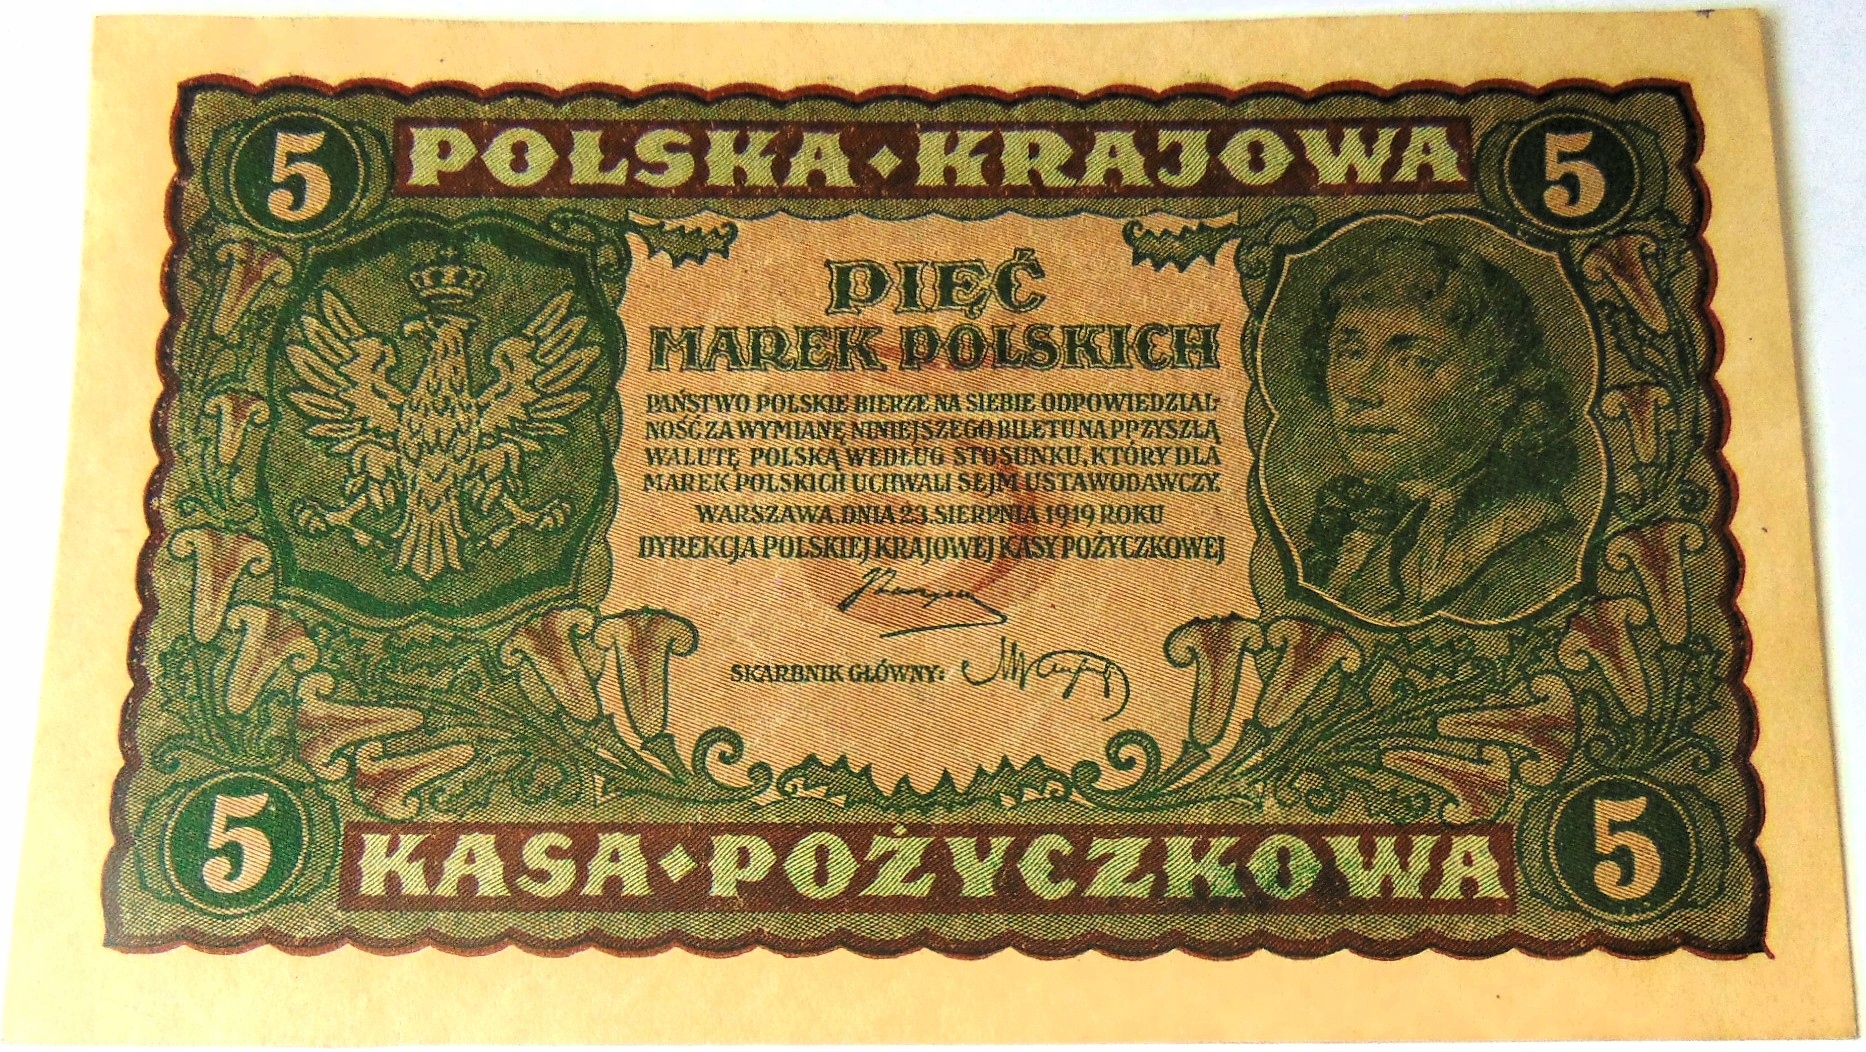 5 POLSKA KRAJOWA 5
PIĘĆ
MAREK POLSKICH
PAŃSTWO POLSKIE BIERZE NA SIEBIE ODPOWIEDZIAL-
NOŚĆ ZA WYMIANĘ NINIEJSZEGO BILETU NA PPZYSZŁĄ
WALUTĘ POLSKĄ WEDŁUG STOSUNKU, KTÓRY DLA
MAREK POLSKICH UCHWALI SEJM USTAWODAWCZY.
WARSZAWA, DNIA 23. SIERPNIA 1919 ROKU
DYREKCJA POLSKIEJ KRAJOWEJ KASY POŻYCZKOWEJ
SKARBNIK GŁÓWNY:
5 KASA POŻYCZKOWA 5